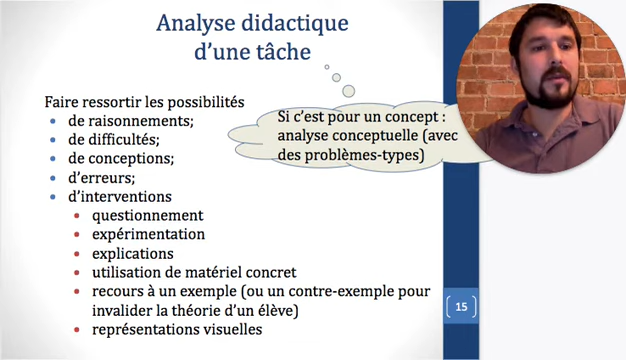 Analyse didactique
d'une tâche
Faire ressortir les possibilités
• de raisonnements;
• de difficultés;
• de conceptions;
• d'erreurs;
• d'interventions
• questionnement
• expérimentation
• explications
• utilisation de matériel concret
• recours à un exemple (ou un contre-exemple pour
invalider la théorie d'un élève)
• représentations visuelles
Si c'est pour un concept :
analyse conceptuelle (avec
des problèmes-types)
15